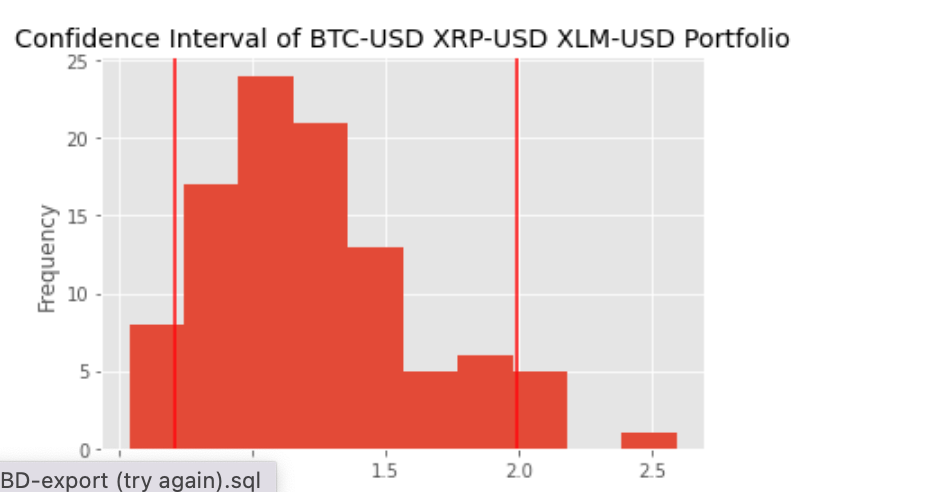 Confidence Interval of BTC-USD XRP-USD XLM-USD Portfolio
25
20
15
10
5
0
Frequency
1.5 2.0 2.5
BD-export (try again).sql